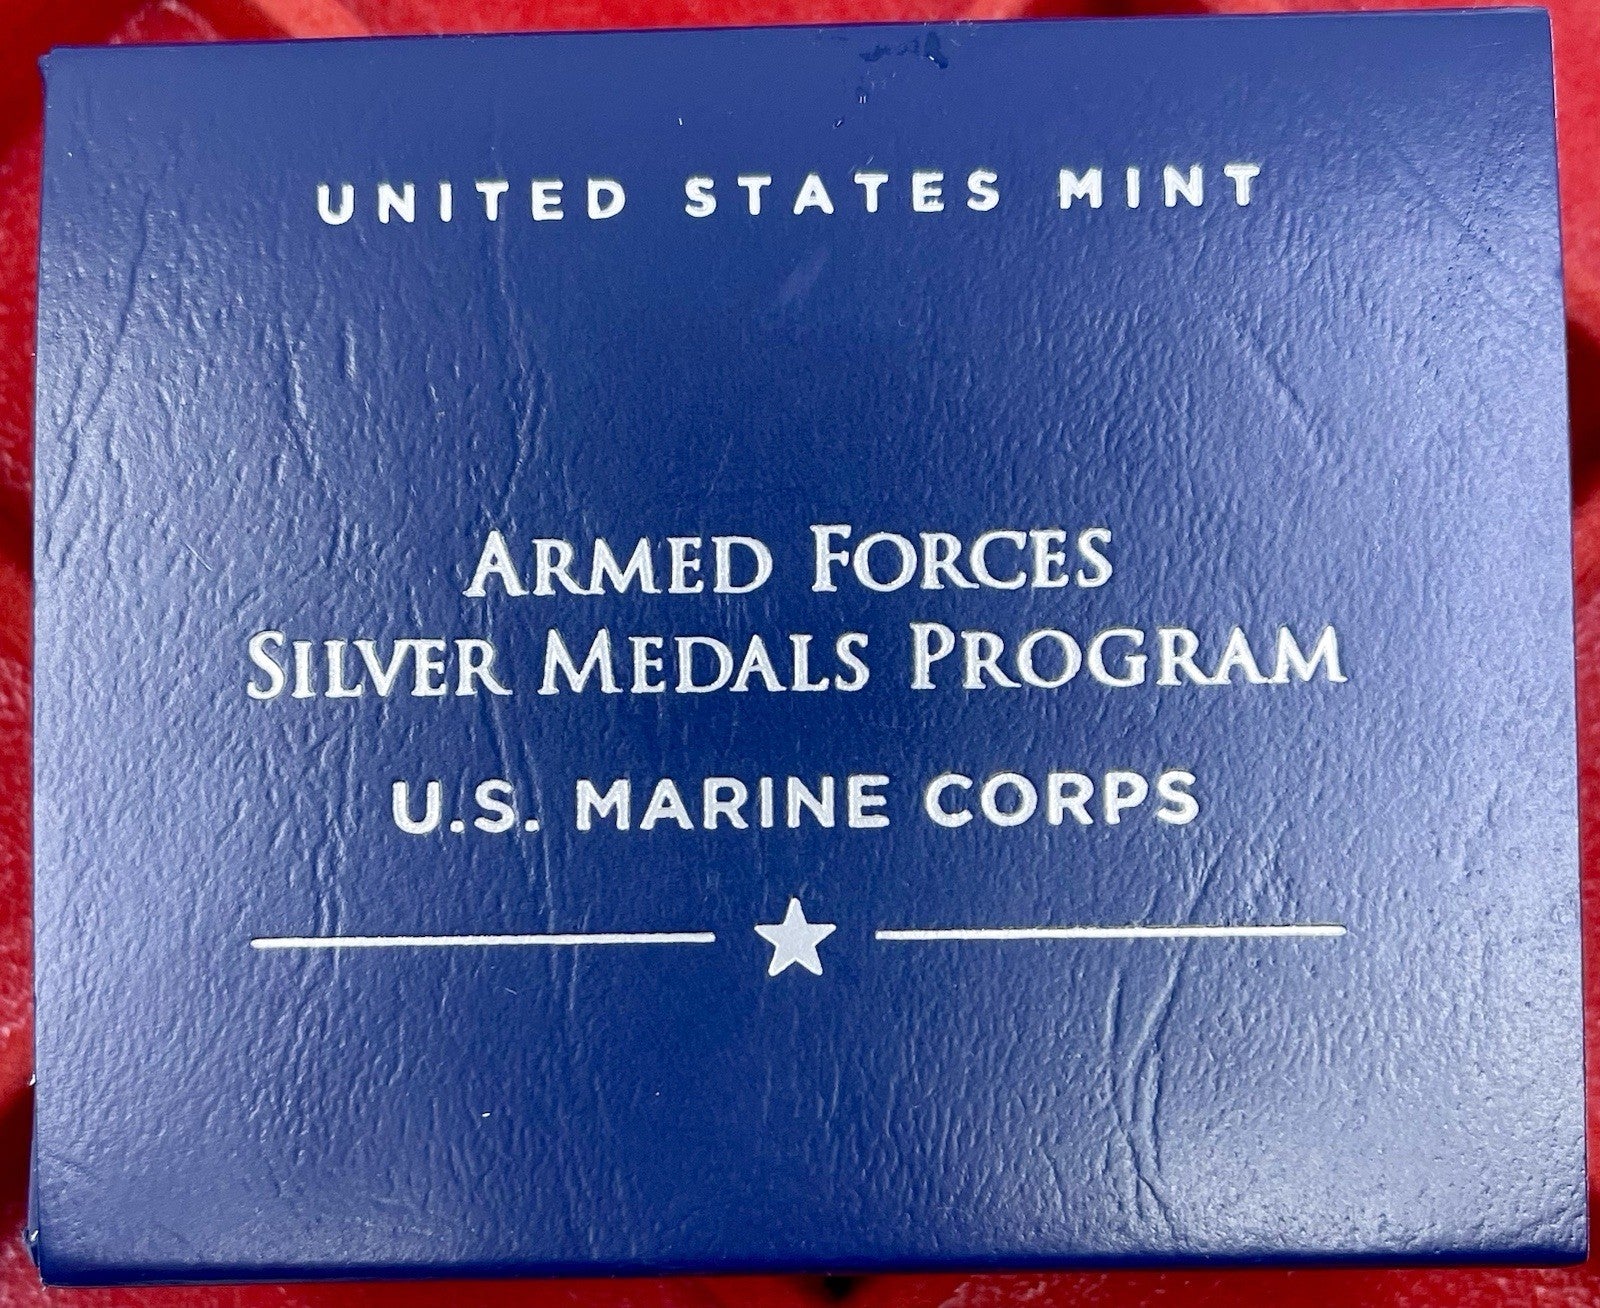 UNITED STATES MINT
ARMED FORCES
SILVER MEDALS PROGRAM
U.S. MARINE CORPS